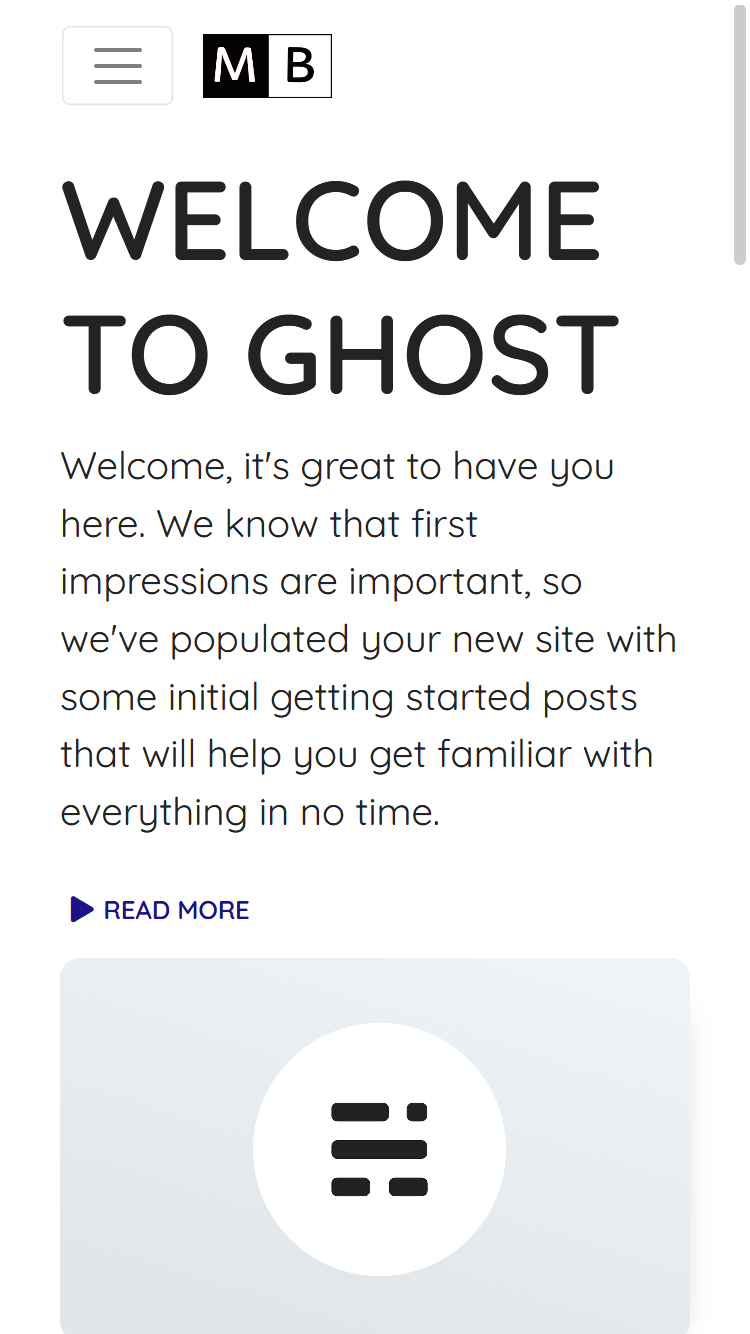 M B
WELCOME
TO GHOST
Welcome, it's great to have you
here. We know that first
impressions are important, so
we've populated your new site with
some initial getting started posts
that will help you get familiar with
everything in no time.
READ MORE